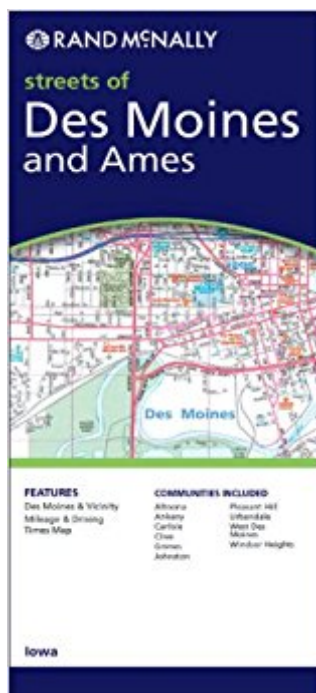 RAND McNALLY
streets of
Des Moines
and Ames
Des Moines
FEATURES
Des Moines & Vicinity
Mileage & Driving
Times Map
COMMUNITIES INCLUDED
Altoona
Ankeny
Carlisle
Clive
Grimes
Johnston
Pleasant Hill
Urbandale
West Des
Moines
Windsor Heights
Iowa